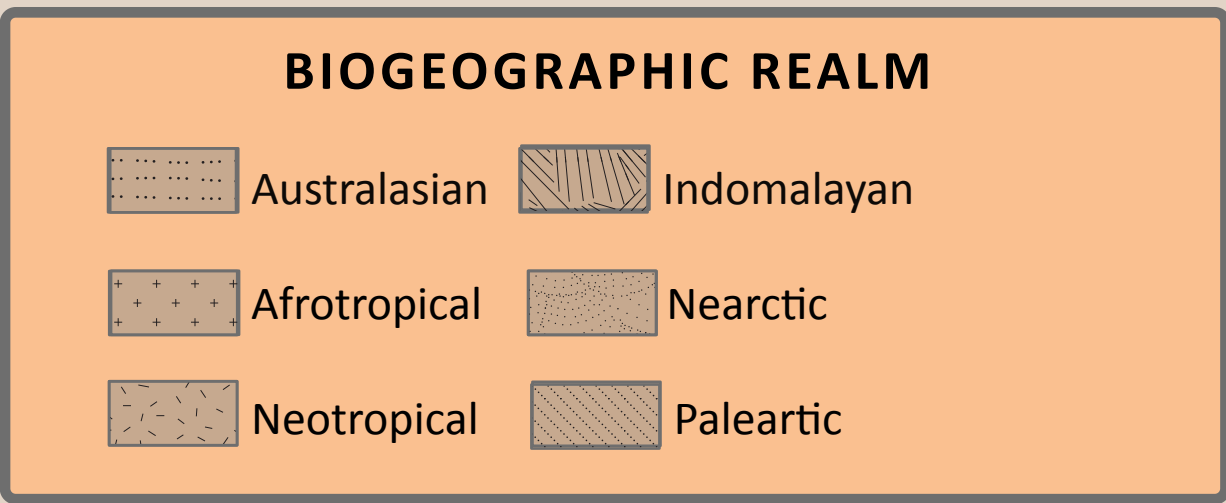 BIOGEOGRAPHIC REALM
Australasian Indomalayan
Afrotropical Nearctic
Neotropical Paleartic